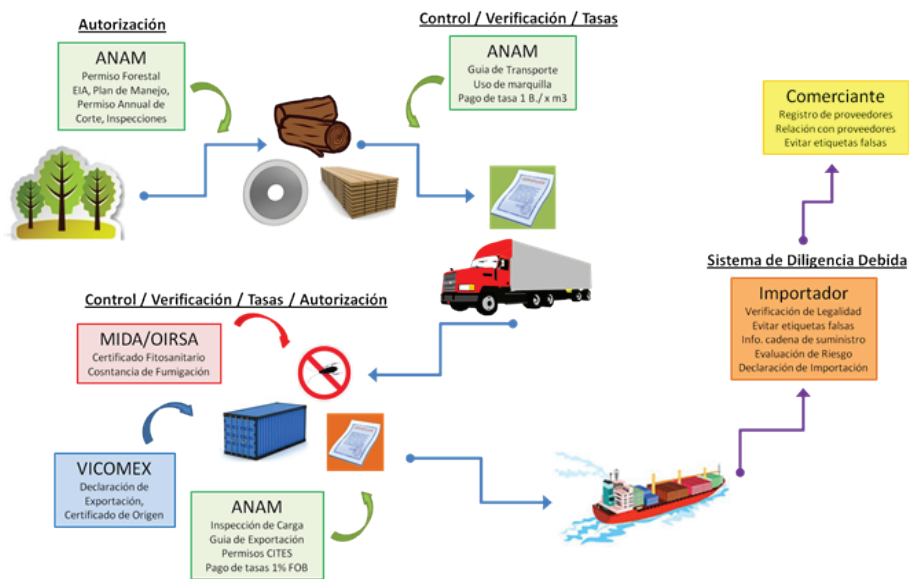 Autorización
ANAM
Permiso Forestal
EIA, Plan de Manejo,
Permiso Annual de
Corte, Inspecciones
Control / Verificación / Tasas
ANAM
Guia de Transporte
Uso de marquilla
Pago de tasa 1 B./ x m3
Comerciante
Registro de proveedores
Relación con proveedores
Evitar etiquetas falsas
Sistema de Diligencia Debida
Importador
Verificación de Legalidad
Evitar etiquetas falsas
Info. cadena de suministro
Evaluación de Riesgo
Declaración de Importación
Control / Verificación / Tasas / Autorización
MIDA/OIRSA
Certificado Fitosanitario
Cosntancia de Fumigación
VICOMEX
Declaración de
Exportación,
Certificado de Origen
ANAM
Inspección de Carga
Guia de Exportación
Permisos CITES
Pago de tasas 1% FOB